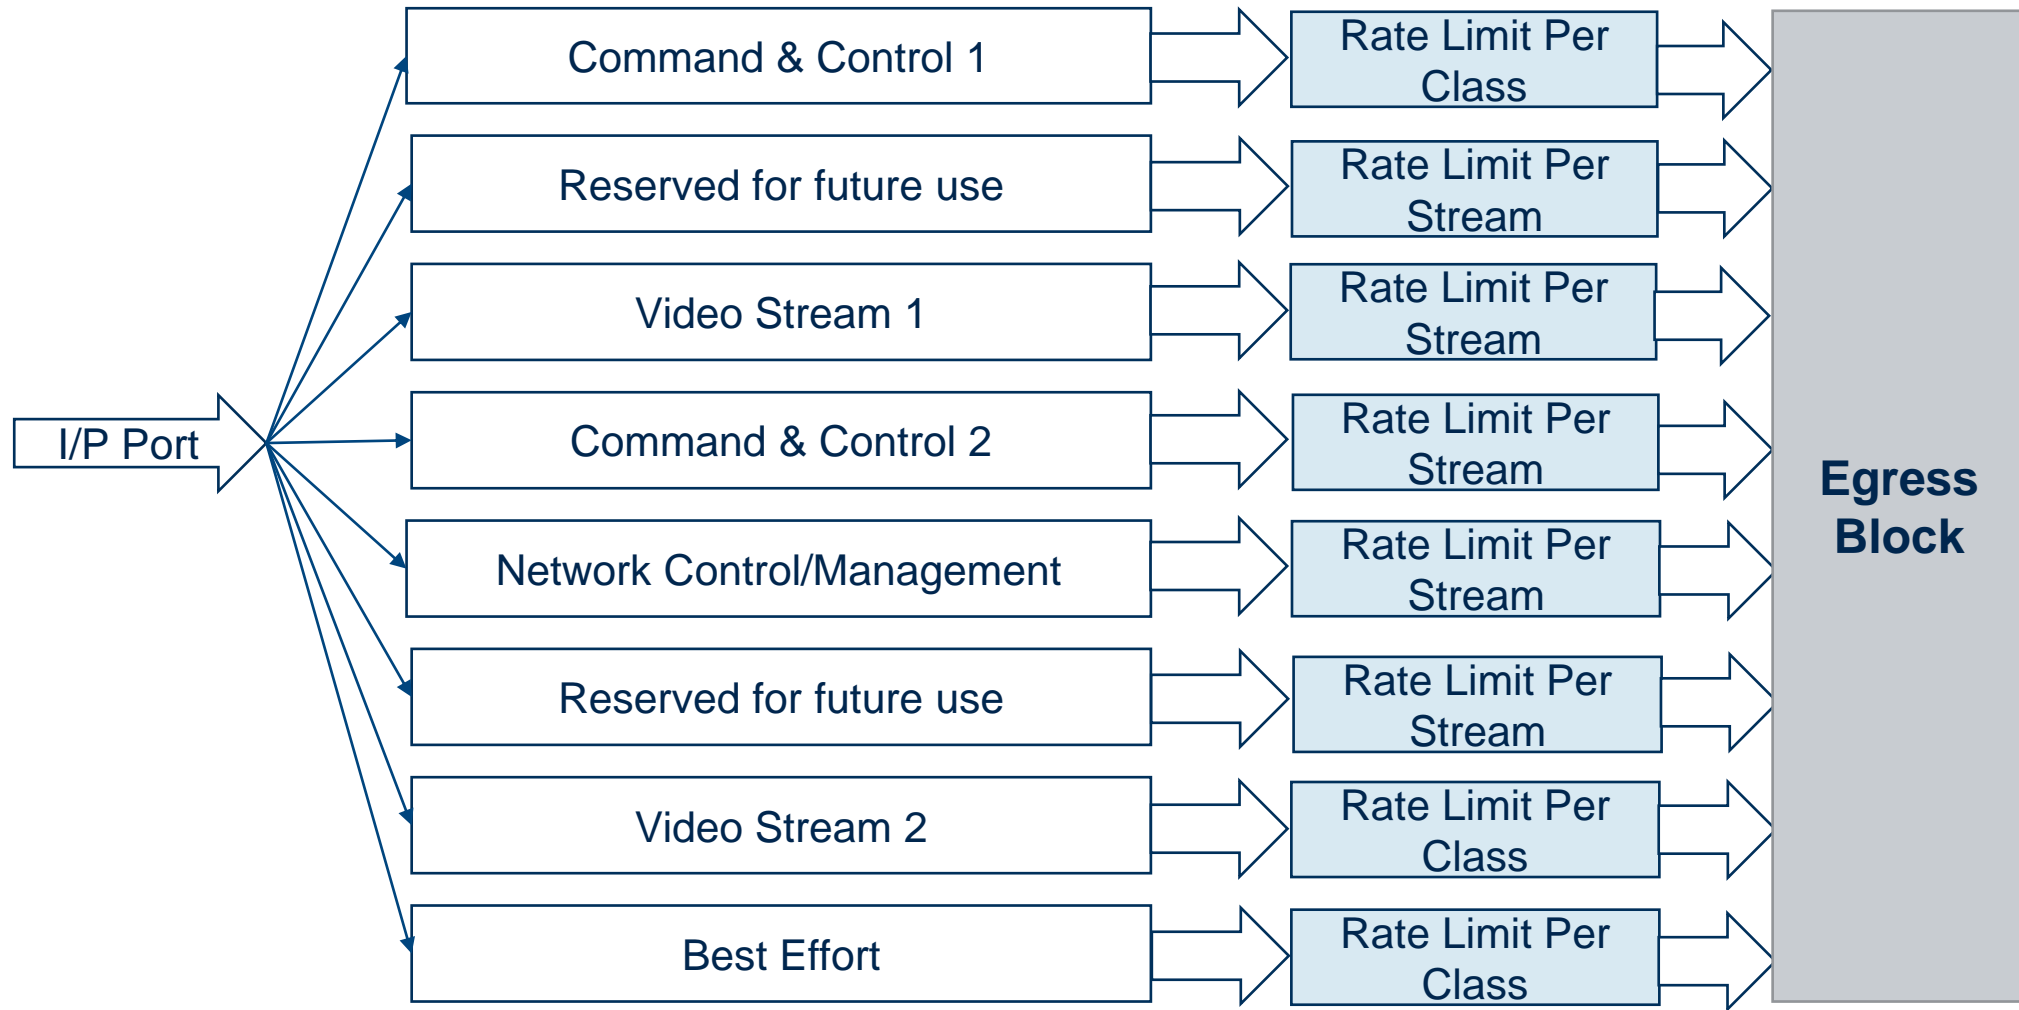 Command & Control 1
Rate Limit Per
Class
Reserved for future use
Rate Limit Per
Stream
Video Stream 1
Rate Limit Per
Stream
I/P Port
Command & Control 2
Rate Limit Per
Stream
Egress
Block
Network Control/Management
Rate Limit Per
Stream
Reserved for future use
Rate Limit Per
Stream
Video Stream 2
Rate Limit Per
Class
Best Effort
Rate Limit Per
Class